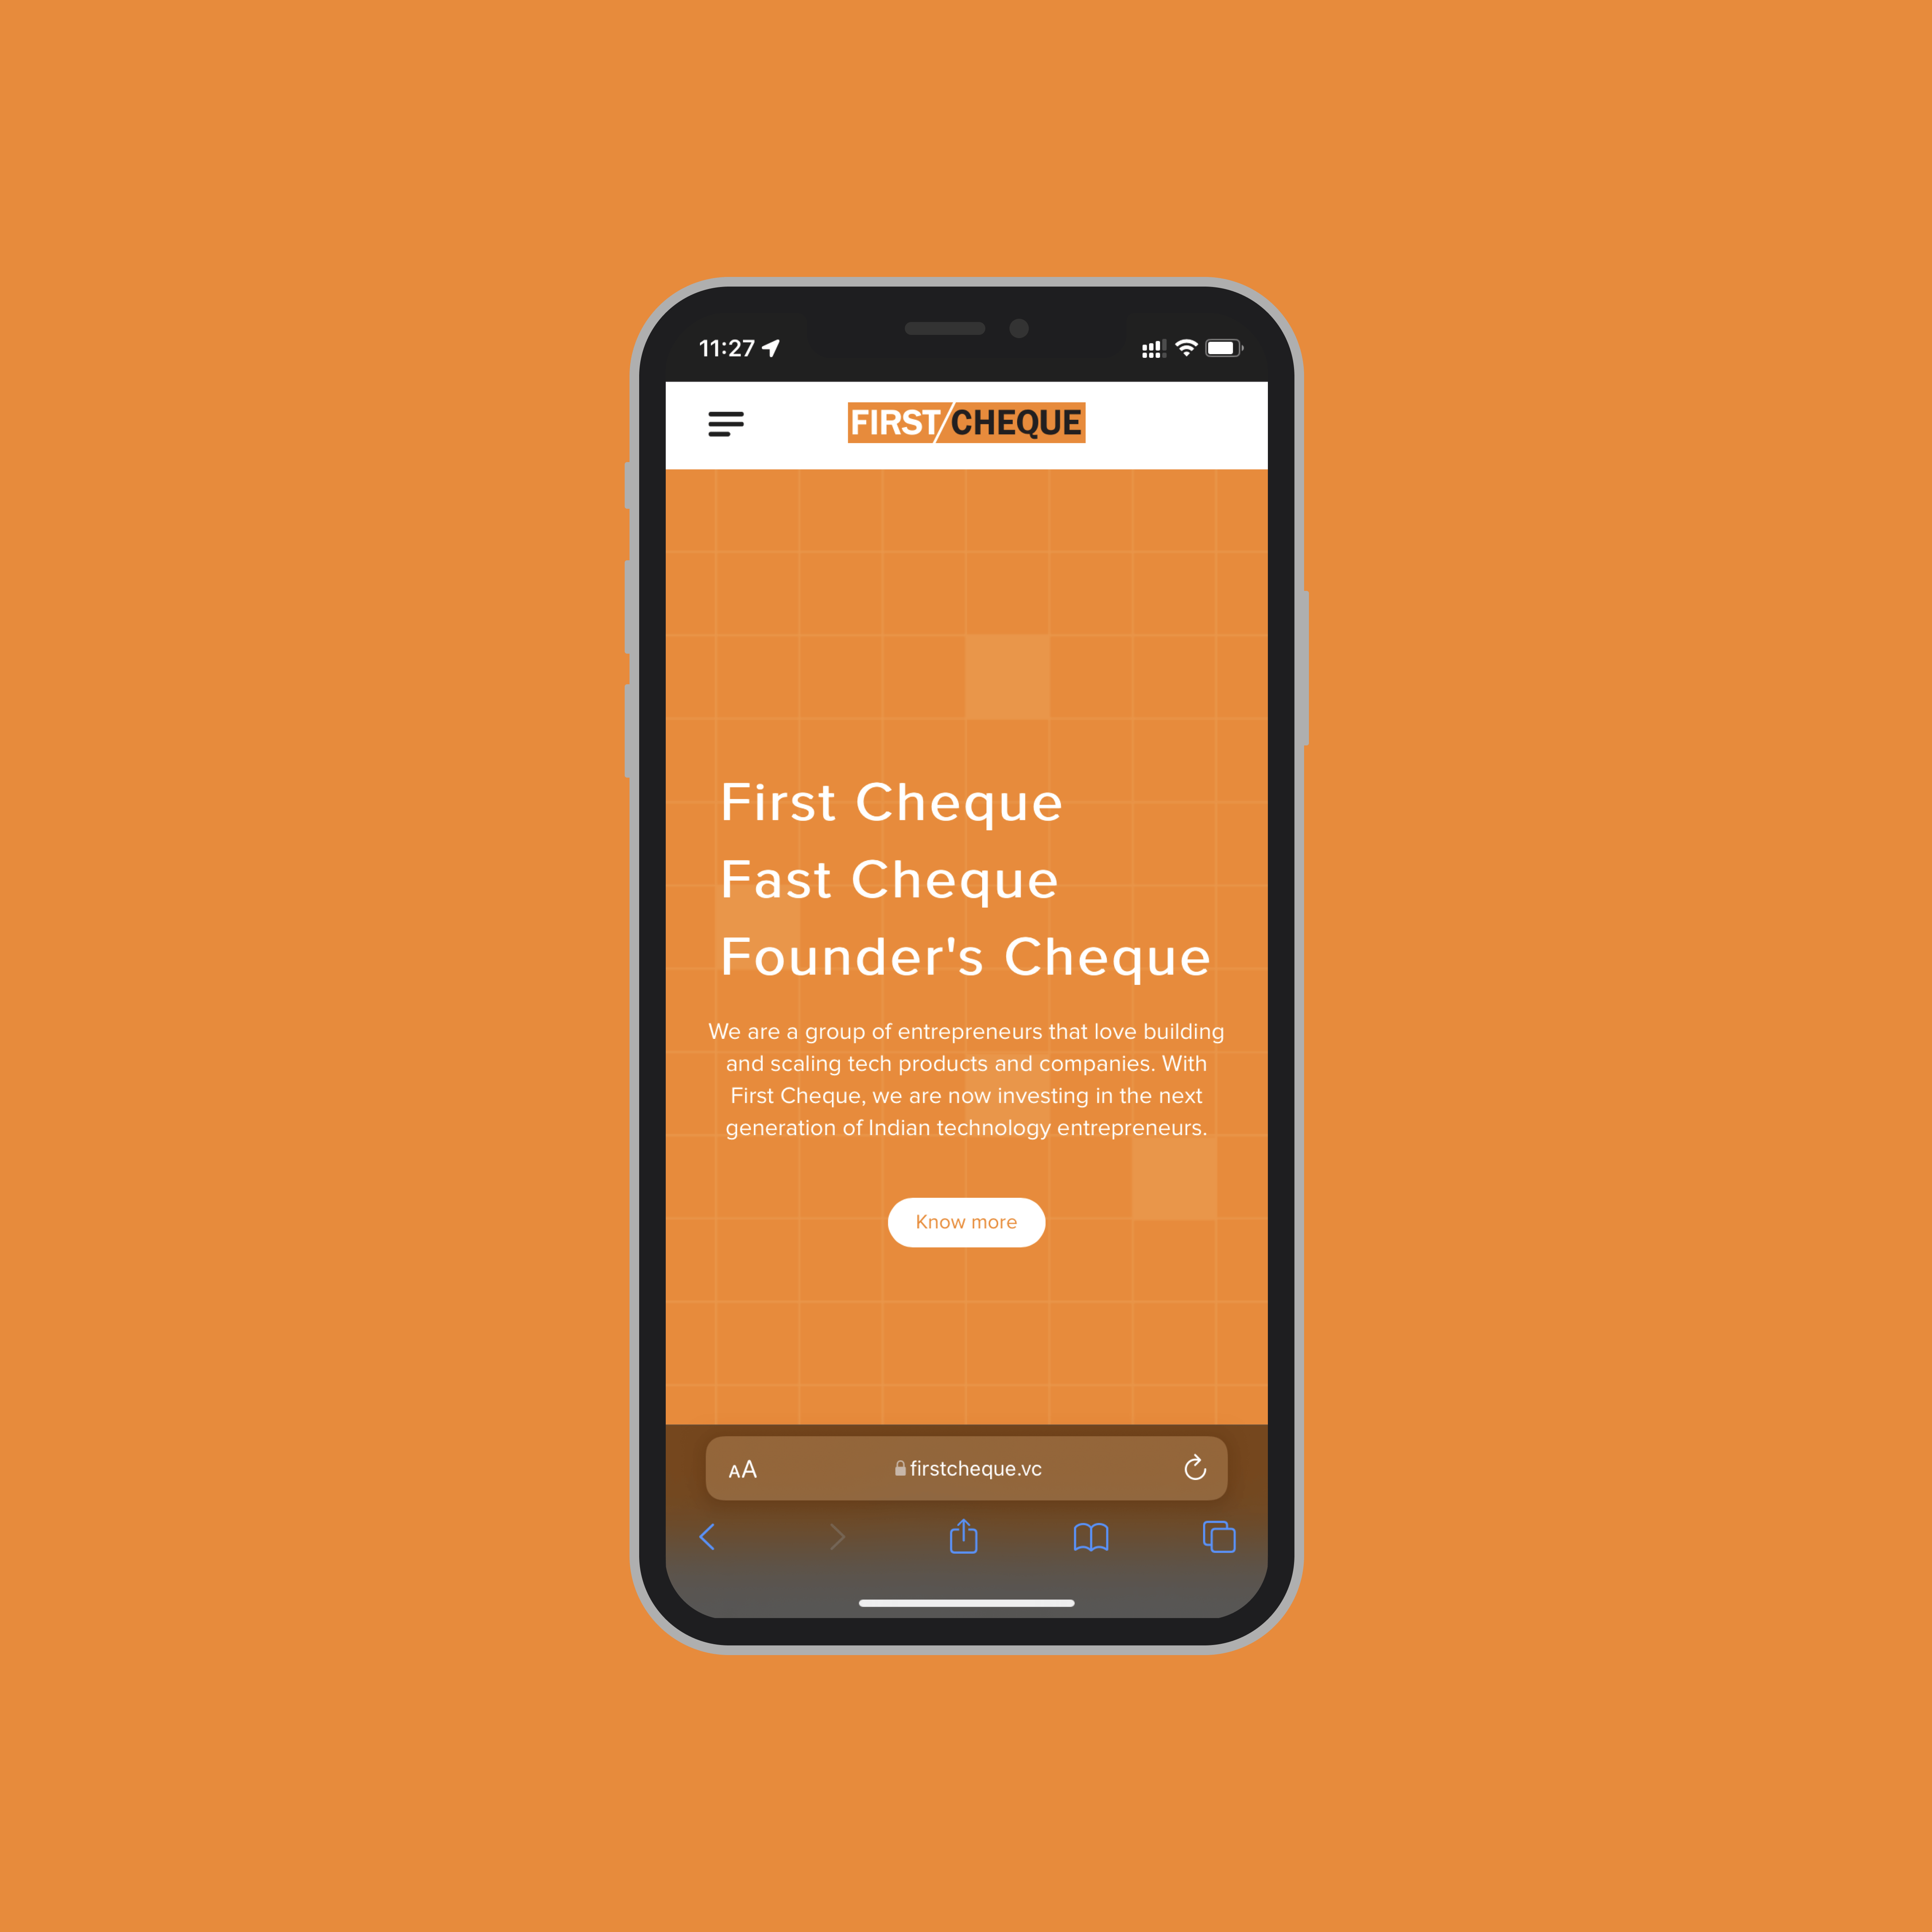 11:27
FIRST/CHEQUE
First Cheque
Fast Cheque
Founder's Cheque
We are a group of entrepreneurs that love building
and scaling tech products and companies. With
First Cheque, we are now investing in the next
generation of Indian technology entrepreneurs.
Know more
AA firstcheque.vc